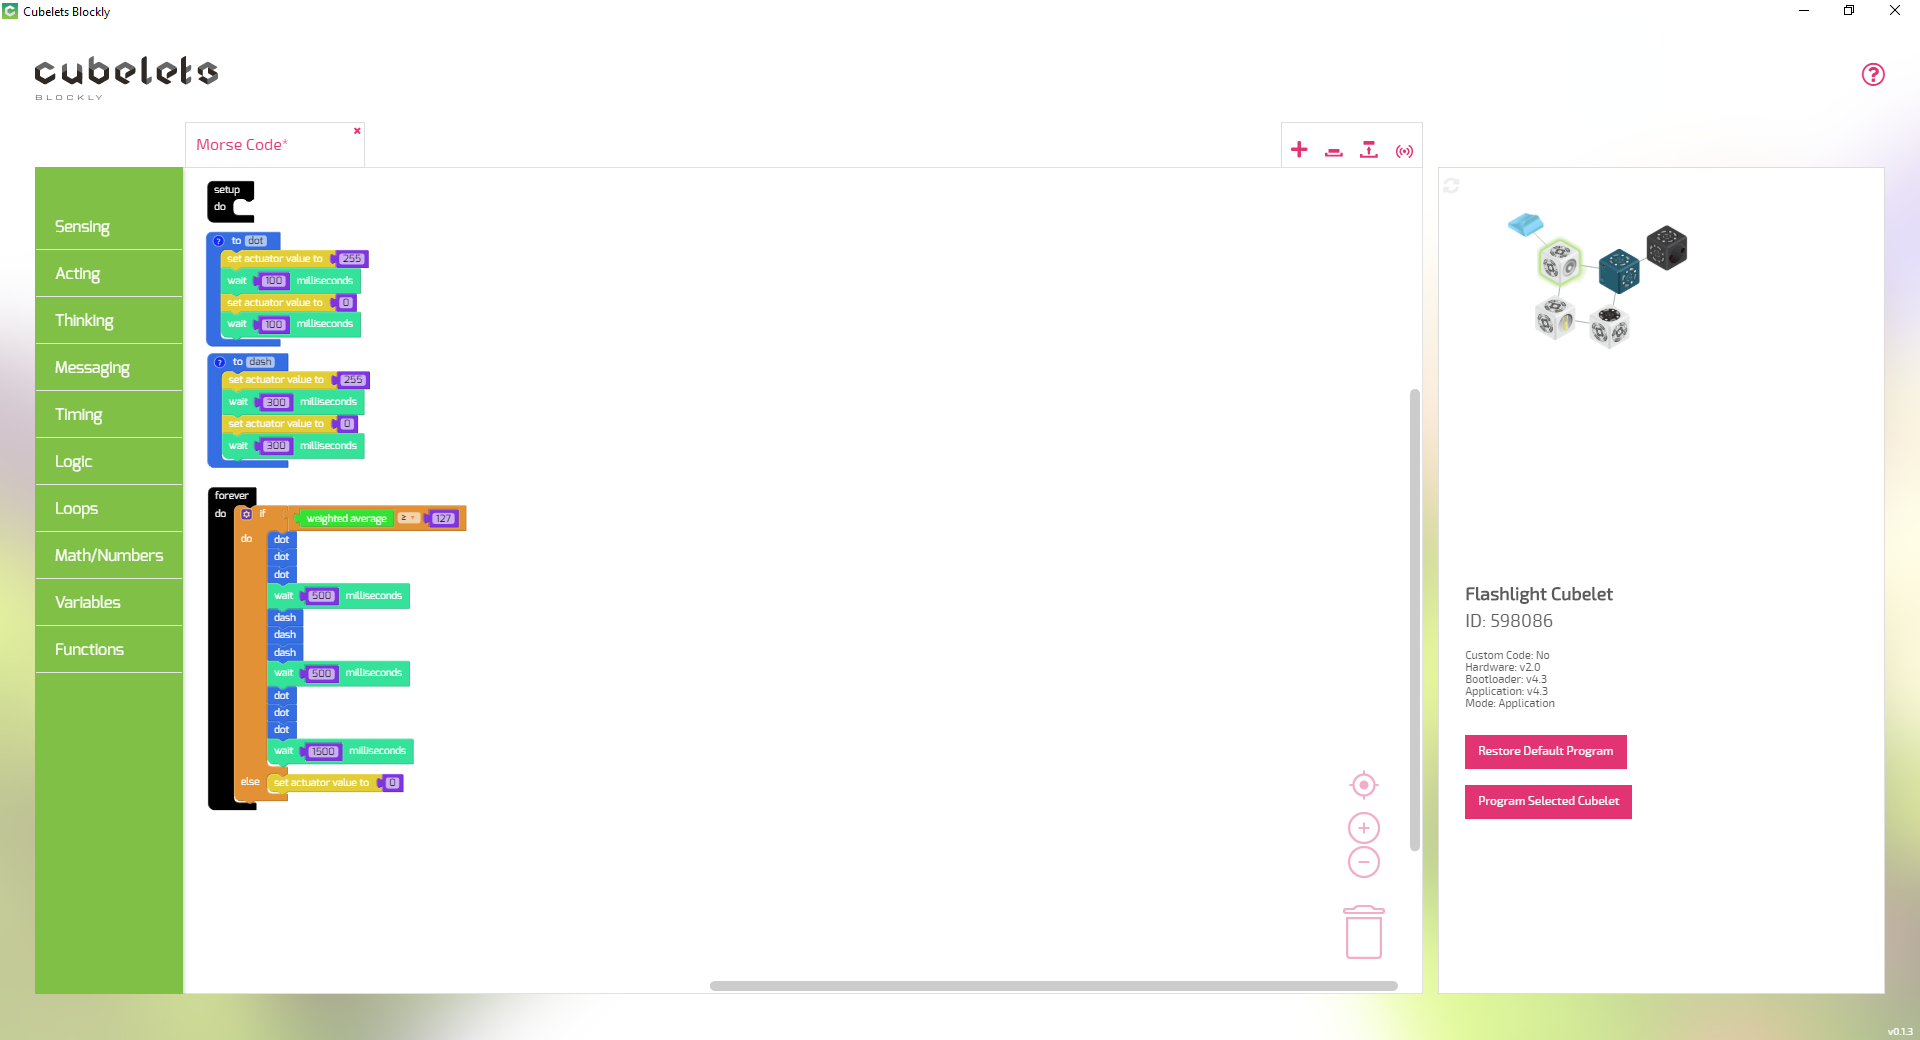 Cubelets Blockly
cubelets
BLOCKLY
Morse Code*
Sensing
Acting
Thinking
Messaging
Timing
Logic
Loops
Math/Numbers
Variables
Functions
setup
do
? to dot
set actuator value to 255
wait 100 milliseconds
set actuator value to 0
wait 100 milliseconds
? to dash
set actuator value to 255
wait 300 milliseconds
set actuator value to 0
wait 300 milliseconds
forever
do if weighted average ≥ 127
do dot
dot
dot
wait 500 milliseconds
dash
dash
dash
wait 500 milliseconds
dot
dot
dot
wait 1500 milliseconds
else set actuator value to 0
Flashlight Cubelet
ID: 598086
Custom Code: No
Hardware: v2.0
Bootloader: v4.3
Application: v4.3
Mode: Application
Restore Default Program
Program Selected Cubelet
v0.1.3